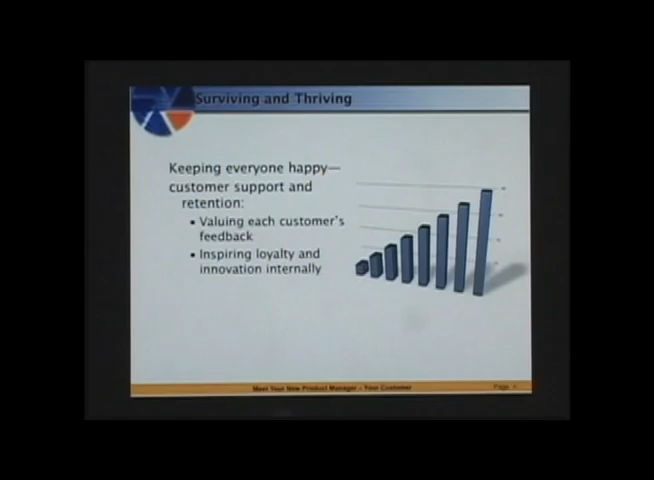 Surviving and Thriving
Keeping everyone happy—
customer support and
retention:
▪ Valuing each customer's
feedback
▪ Inspiring loyalty and
innovation internally
Meet Your New Product Manager – Your Customer
Page